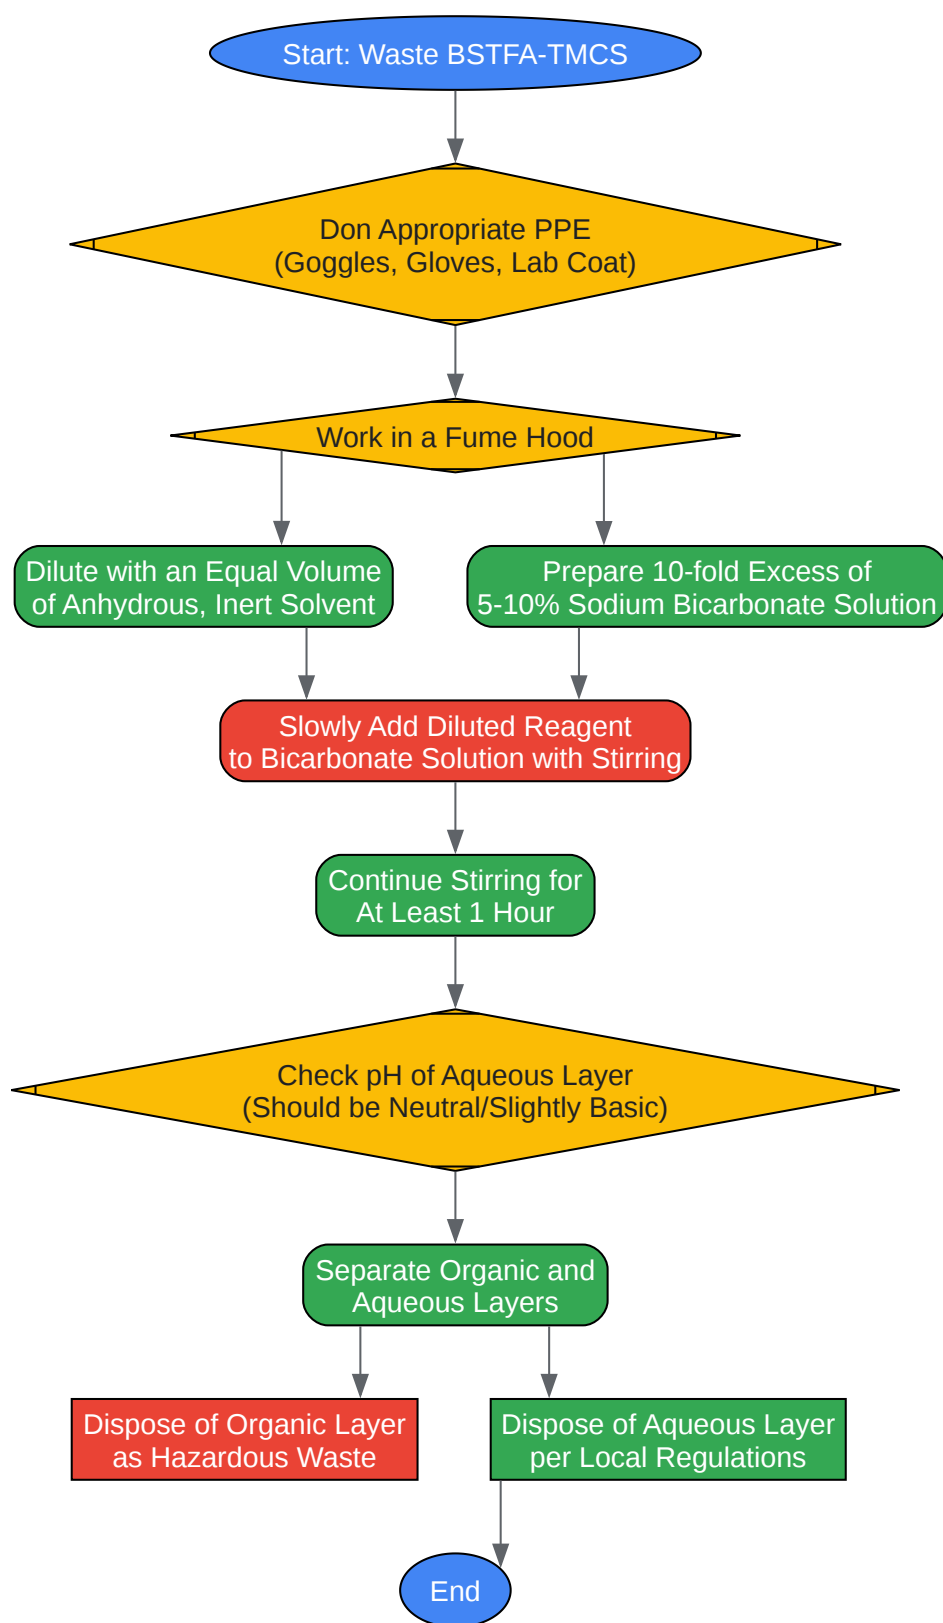 Start: Waste BSTFA-TMCS
Don Appropriate PPE
(Goggles, Gloves, Lab Coat)
Work in a Fume Hood
Dilute with an Equal Volume
of Anhydrous, Inert Solvent
Prepare 10-fold Excess of
5-10% Sodium Bicarbonate Solution
Slowly Add Diluted Reagent
to Bicarbonate Solution with Stirring
Continue Stirring for
At Least 1 Hour
Check pH of Aqueous Layer
(Should be Neutral/Slightly Basic)
Separate Organic and
Aqueous Layers
Dispose of Organic Layer
as Hazardous Waste
Dispose of Aqueous Layer
per Local Regulations
End